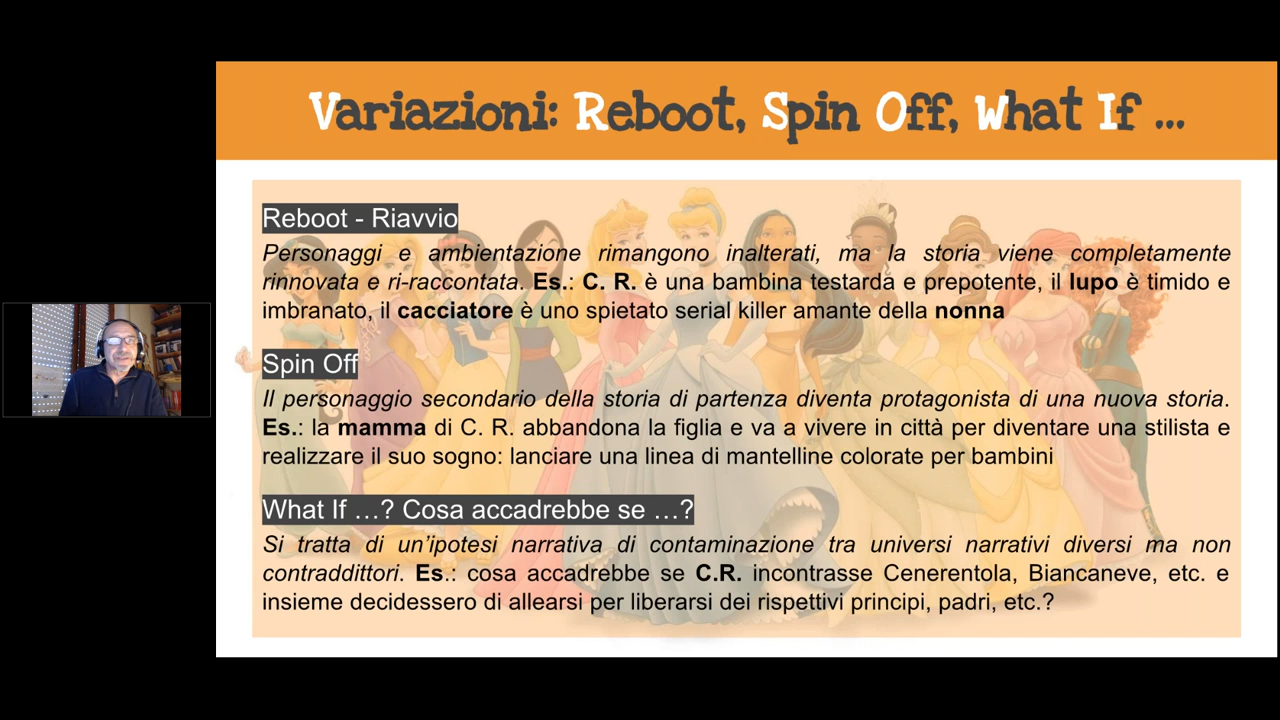 Variazioni: Reboot, Spin Off, What If ...
Reboot - Riavvio
Personaggi e ambientazione rimangono inalterati, ma la storia viene completamente
rinnovata e ri-raccontata. Es.: C. R. è una bambina testarda e prepotente, il lupo è timido e
imbranato, il cacciatore è uno spietato serial killer amante della nonna
Spin Off
Il personaggio secondario della storia di partenza diventa protagonista di una nuova storia.
Es.: la mamma di C. R. abbandona la figlia e va a vivere in città per diventare una stilista e
realizzare il suo sogno: lanciare una linea di mantelline colorate per bambini
What If …? Cosa accadrebbe se …?
Si tratta di un’ipotesi narrativa di contaminazione tra universi narrativi diversi ma non
contraddittori. Es.: cosa accadrebbe se C.R. incontrasse Cenerentola, Biancaneve, etc. e
insieme decidessero di allearsi per liberarsi dei rispettivi principi, padri, etc.?